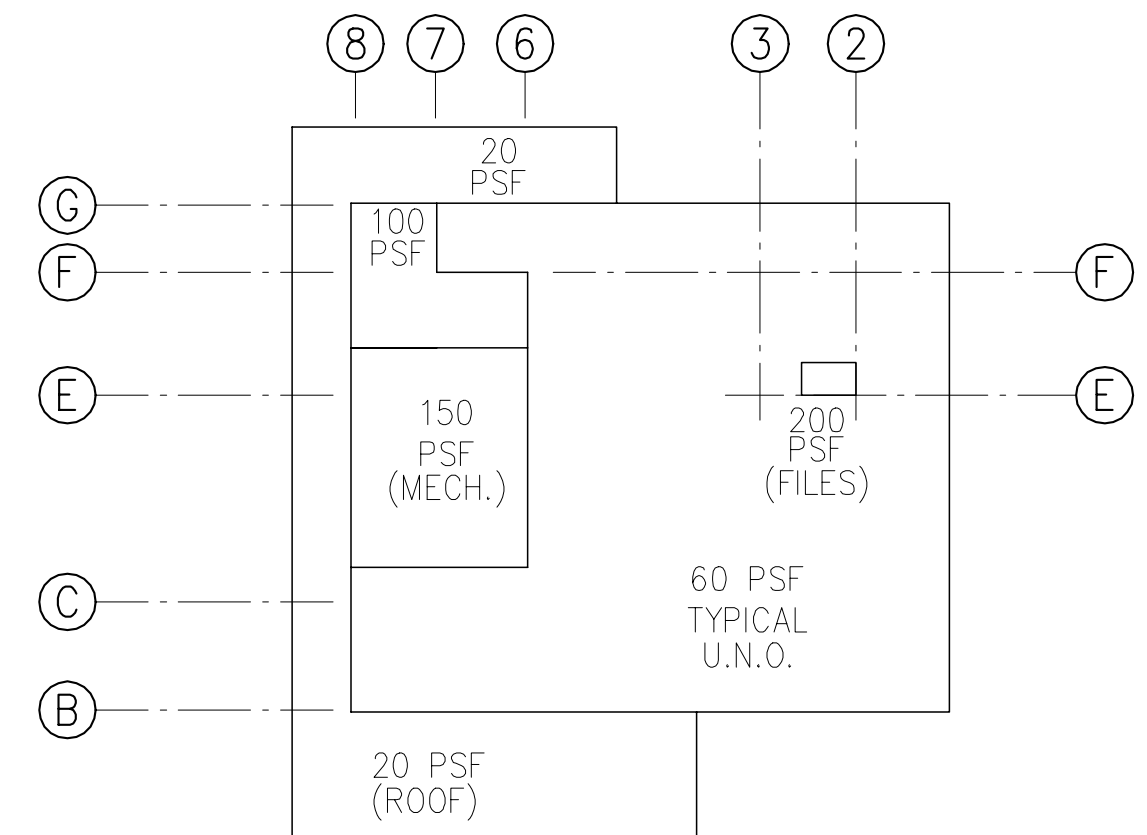 8 7 6 3 2
20
PSF
G
100
PSF
F F
E E
150
PSF
(MECH.)
200
PSF
(FILES)
60 PSF
TYPICAL
U.N.O.
C
B
20 PSF
(ROOF)